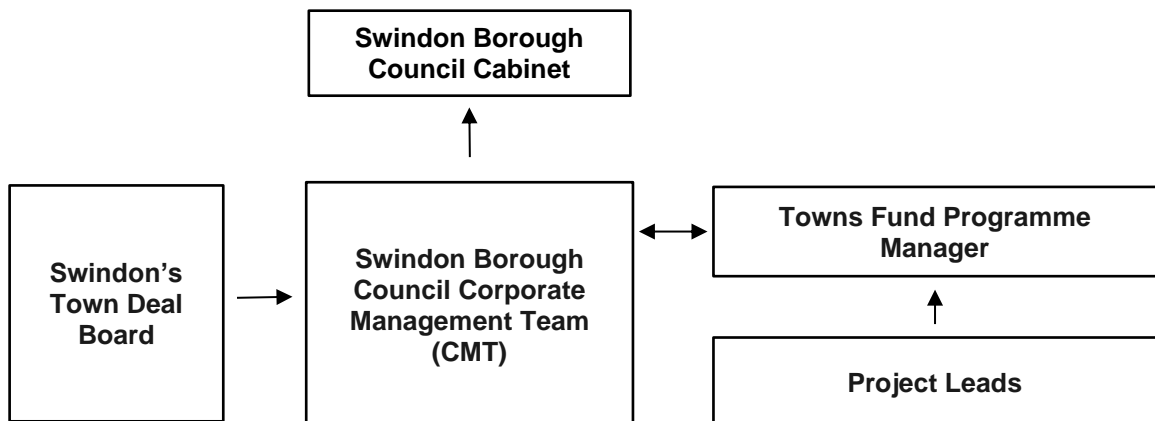 Swindon Borough
Council Cabinet
Swindon’s
Town Deal
Board
Swindon Borough
Council Corporate
Management Team
(CMT)
Towns Fund Programme
Manager
Project Leads